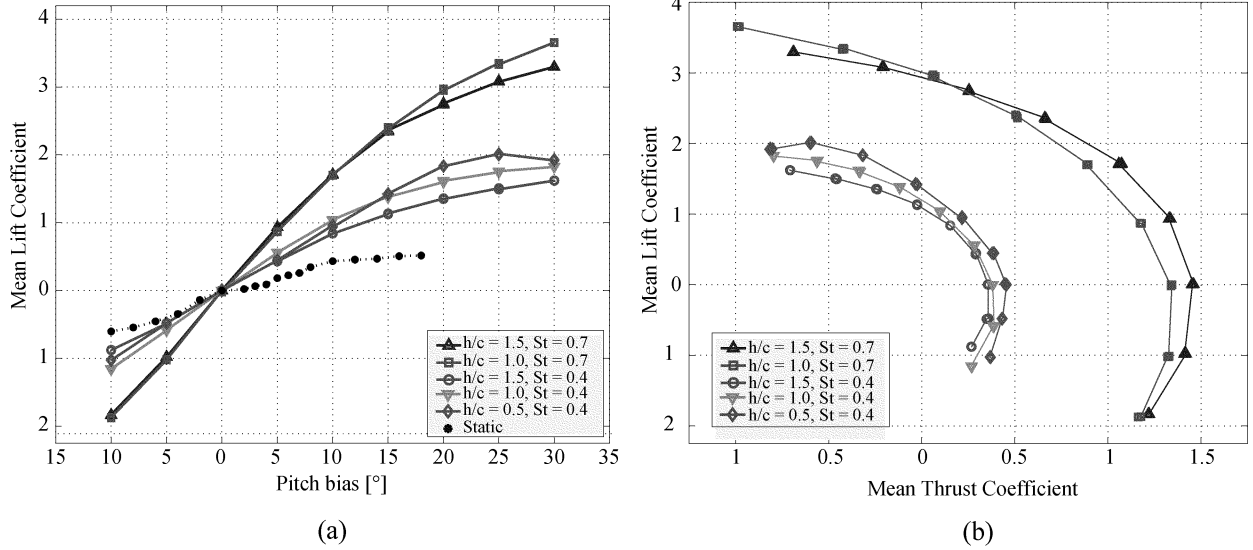 Mean Lift Coefficient
4
3
2
1
0
1
2
15 10 5 0 5 10 15 20 25 30 35
Pitch bias [°]
h/c = 1.5, St = 0.7
h/c = 1.0, St = 0.7
h/c = 1.5, St = 0.4
h/c = 1.0, St = 0.4
h/c = 0.5, St = 0.4
Static
(a)
Mean Lift Coefficient
4
3
2
1
0
1
2
1 0.5 0 0.5 1 1.5
Mean Thrust Coefficient
h/c = 1.5, St = 0.7
h/c = 1.0, St = 0.7
h/c = 1.5, St = 0.4
h/c = 1.0, St = 0.4
h/c = 0.5, St = 0.4
(b)